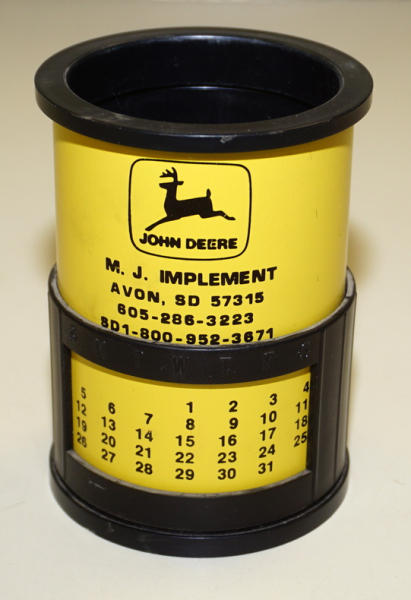 JOHN DEERE
M. J. IMPLEMENT
AVON, SD 57315
605-286-3223
SD1-800-952-3671
S M T W T F S
1 2 3 4
5 6 7 8 9 10 11
12 13 14 15 16 17 18
19 20 21 22 23 24 25
26 27 28 29 30 31